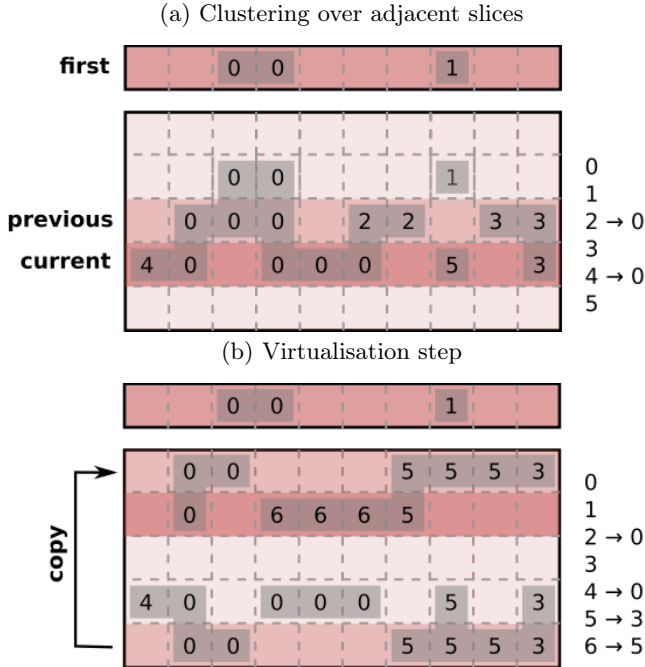 (a) Clustering over adjacent slices
first 0 0 1
0 0 1
previous 0 0 0 2 2 3 3
current 4 0 0 0 0 5 3
0
1
2 → 0
3
4 → 0
5
(b) Virtualisation step
0 0 1
0 0 5 5 5 3
0 6 6 6 5
copy
4 0 0 0 0 5 3
0 0 5 5 5 3
0
1
2 → 0
3
4 → 0
5 → 3
6 → 5